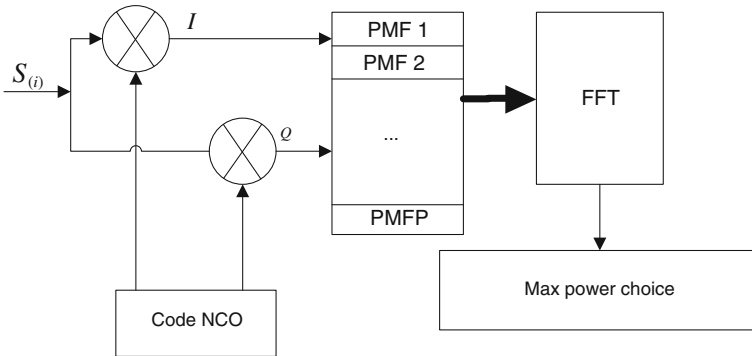 I
PMF 1
S(i)
PMF 2
FFT
Q
...
PMFP
Code NCO
Max power choice